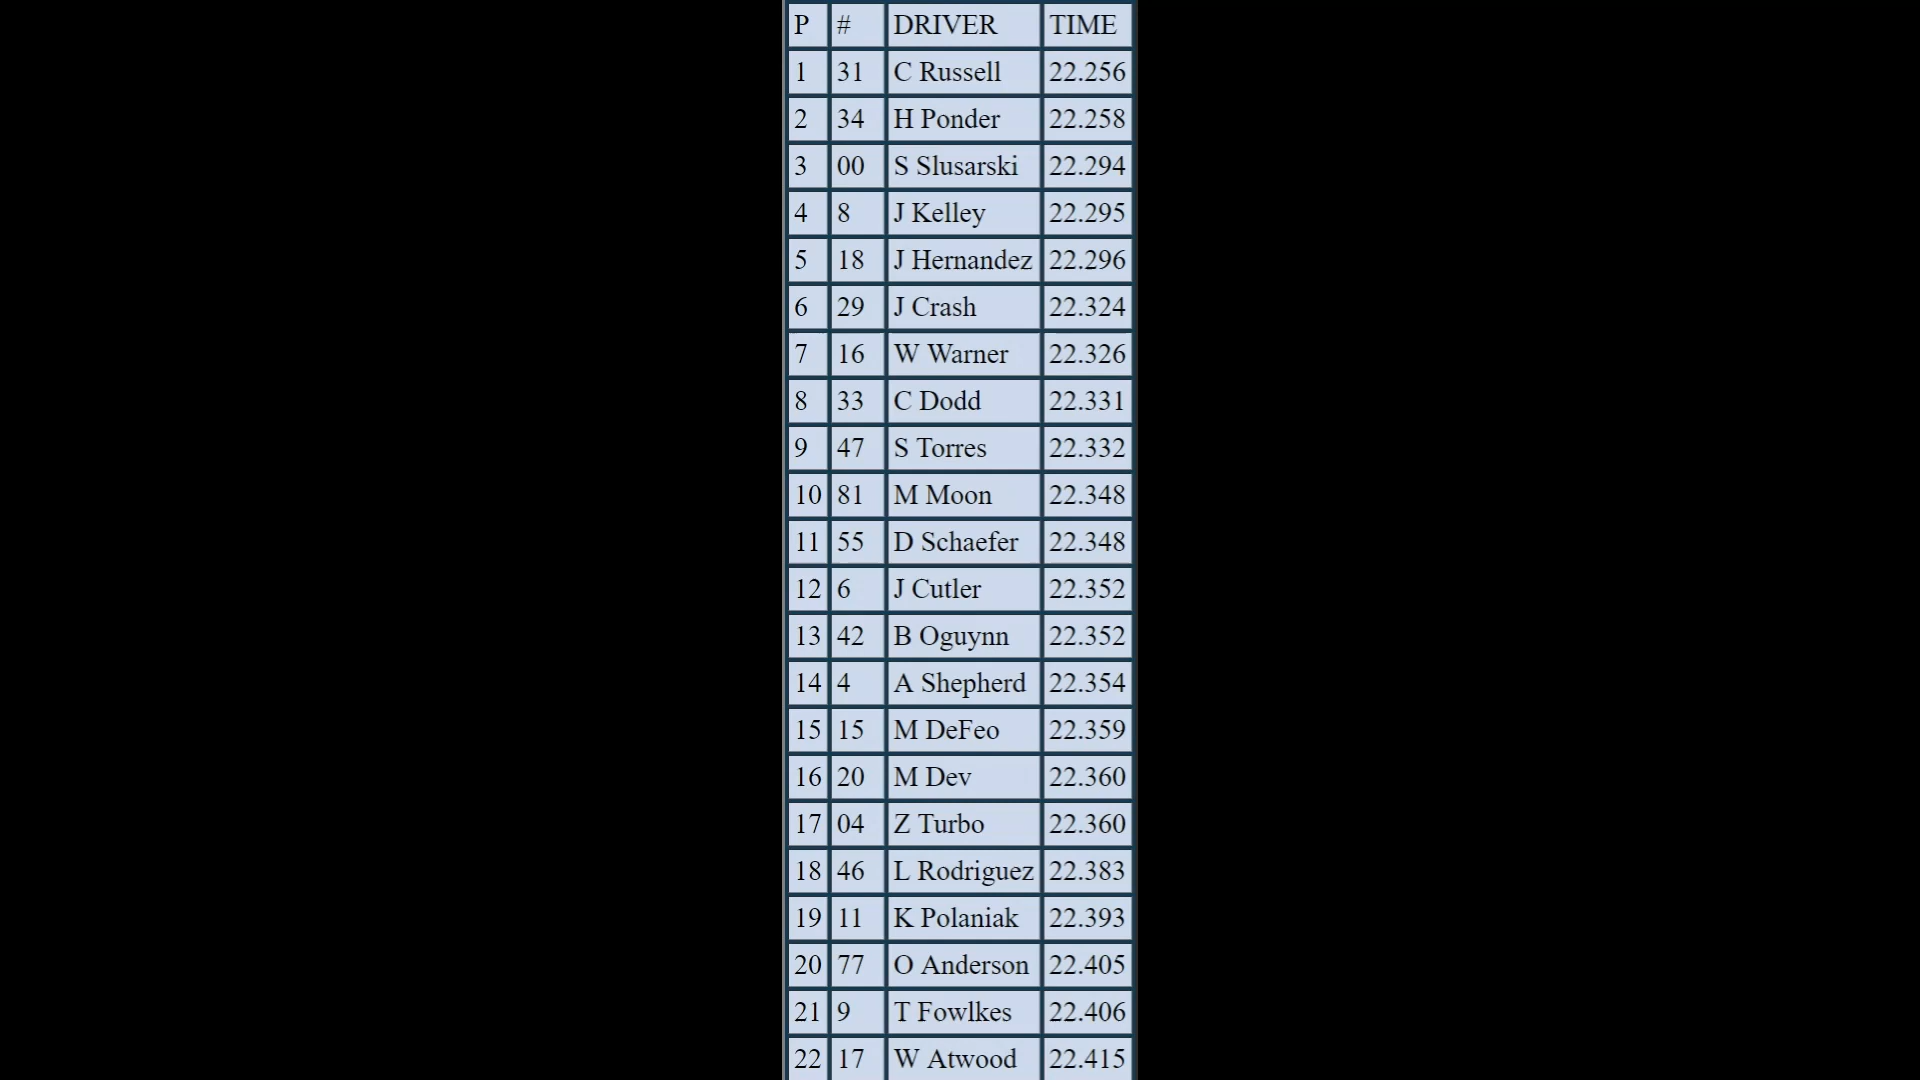 P # DRIVER TIME
1 31 C Russell 22.256
2 34 H Ponder 22.258
3 00 S Slusarski 22.294
4 8 J Kelley 22.295
5 18 J Hernandez 22.296
6 29 J Crash 22.324
7 16 W Warner 22.326
8 33 C Dodd 22.331
9 47 S Torres 22.332
10 81 M Moon 22.348
11 55 D Schaefer 22.348
12 6 J Cutler 22.352
13 42 B Oguynn 22.352
14 4 A Shepherd 22.354
15 15 M DeFeo 22.359
16 20 M Dev 22.360
17 04 Z Turbo 22.360
18 46 L Rodriguez 22.383
19 11 K Polaniak 22.393
20 77 O Anderson 22.405
21 9 T Fowlkes 22.406
22 17 W Atwood 22.415